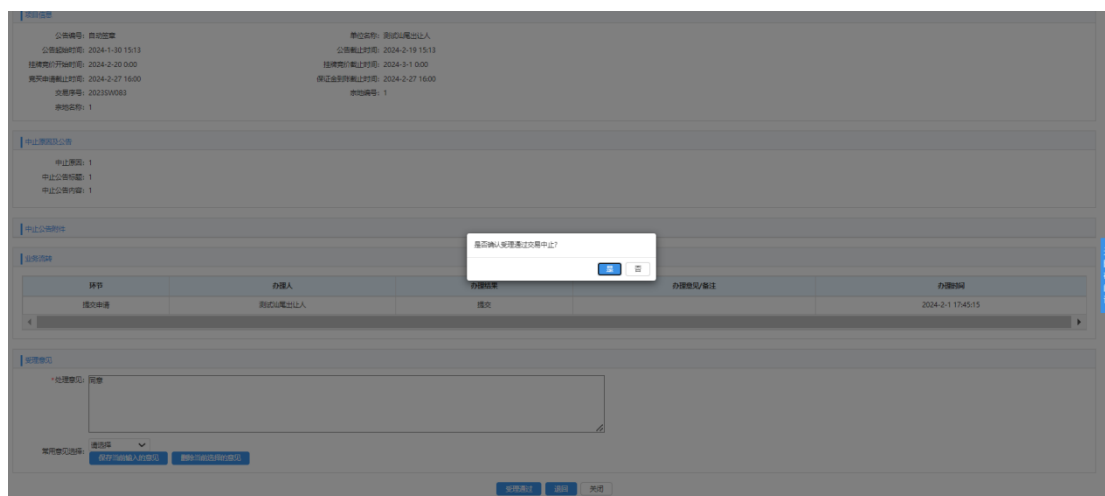 项目信息
公告编号: 自动签章 单位名称: 测试汕尾出让人
公告起始时间: 2024-1-30 15:13 公告截止时间: 2024-2-19 15:13
挂牌竞价开始时间: 2024-2-20 0:00 挂牌竞价截止时间: 2024-3-1 0:00
竞买申请截止时间: 2024-2-27 16:00 保证金到账截止时间: 2024-2-27 16:00
交易序号: 2023SW083 宗地编号: 1
宗地名称: 1
中止原因及公告
中止原因: 1
中止公告标题: 1
中止公告内容: 1
中止公告附件
是否确认受理通过交易中止?
是 否
业务流转
环节 办理人 办理结果 办理意见/备注 办理时间
提交申请 测试汕尾出让人 提交 2024-2-1 17:45:15
受理意见
*处理意见: 同意
常用意见选择: 请选择
保存当前输入的意见 删除当前选择的意见
受理通过 退回 关闭